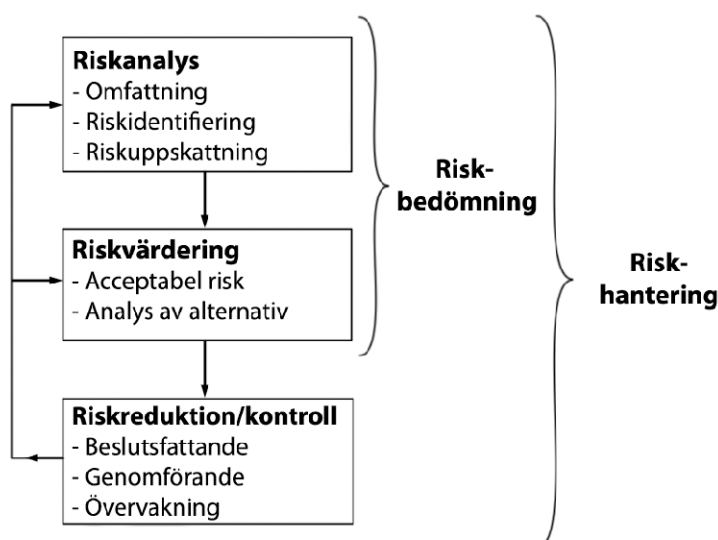 Riskanalys
- Omfattning
- Riskidentifiering
- Riskuppskattning
Risk-
bedömning
Riskvärdering
- Acceptabel risk
- Analys av alternativ
Risk-
hantering
Riskreduktion/kontroll
- Beslutsfattande
- Genomförande
- Övervakning